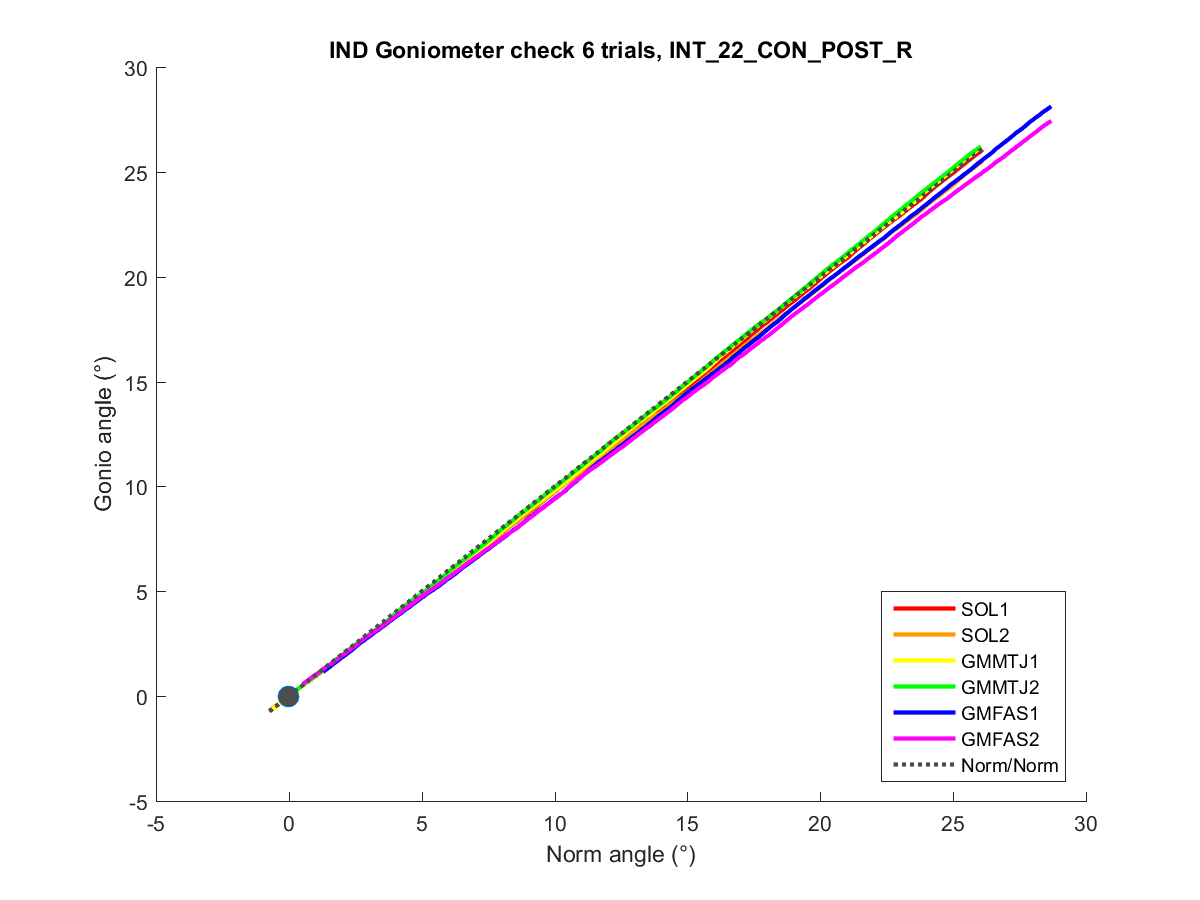 IND Goniometer check 6 trials, INT_22_CON_POST_R
30
25
20
15
10
5
0
-5
Gonio angle (°)
-5 0 5 10 15 20 25 30
Norm angle (°)
SOL1
SOL2
GMMTJ1
GMMTJ2
GMFAS1
GMFAS2
Norm/Norm